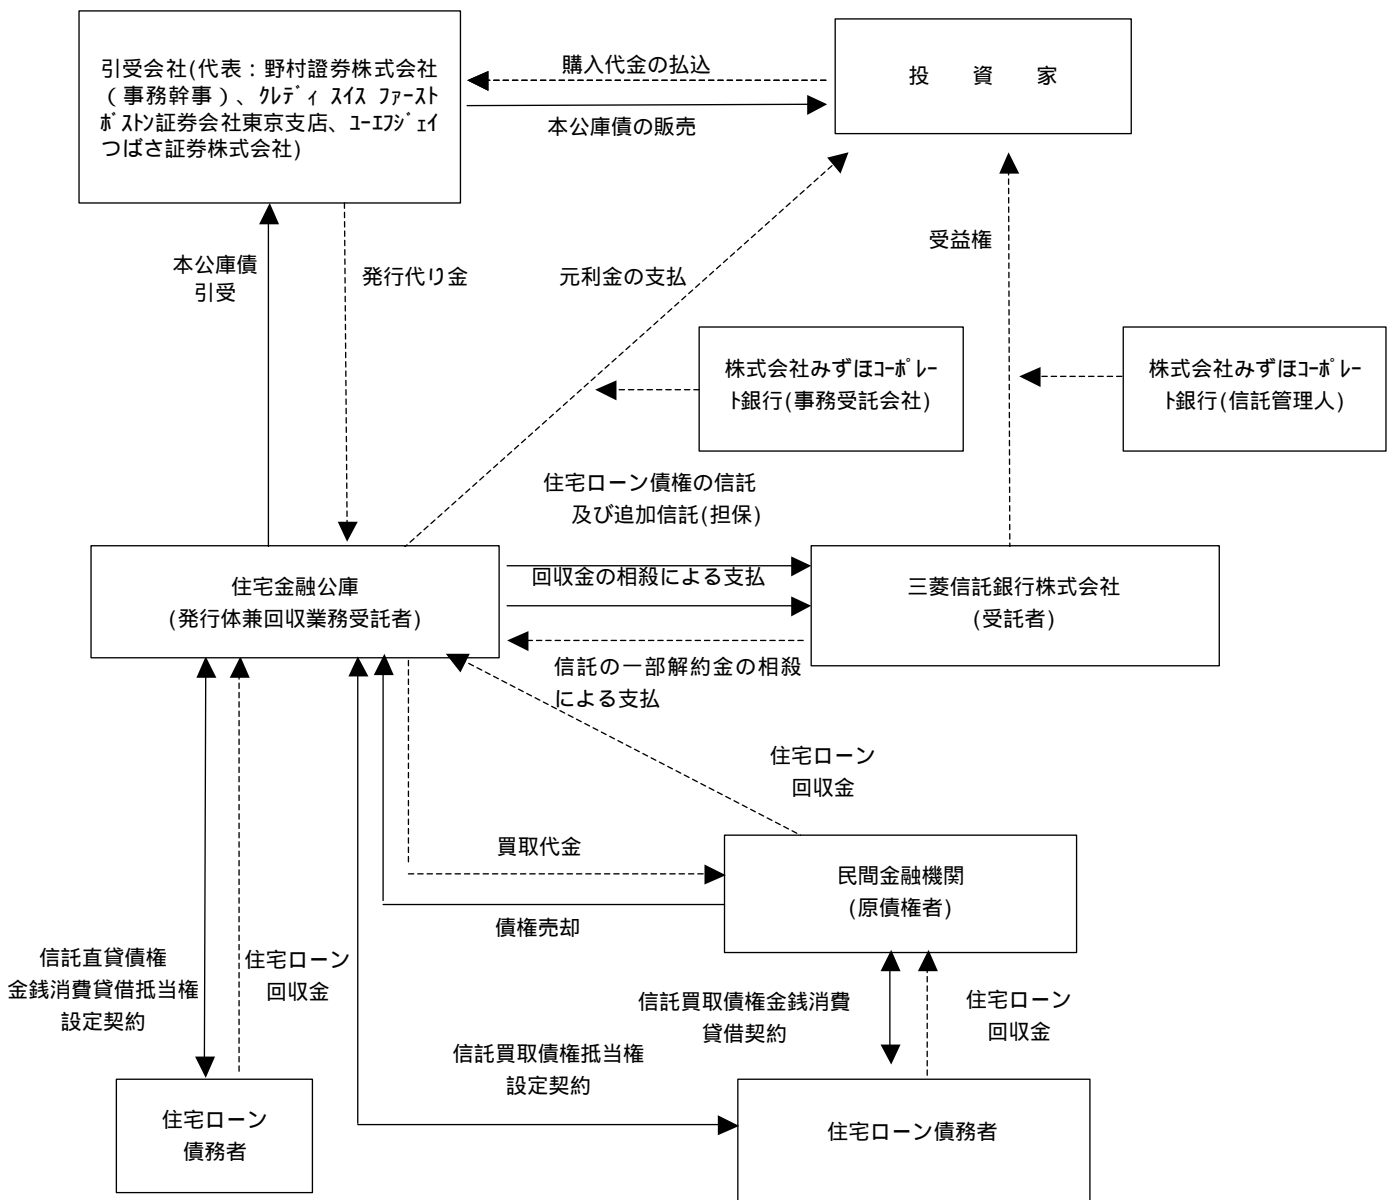 引受会社(代表：野村證券株式会社
（事務幹事）、ｸﾚﾃﾞｨ ｽｲｽ ﾌｧｰｽﾄ
ﾎﾞｽﾄﾝ証券会社東京支店、ﾕｰｴﾌｼﾞｪｲ
つばさ証券株式会社)
購入代金の払込
投　資　家
本公庫債の販売
本公庫債
引受
発行代り金
元利金の支払
受益権
株式会社みずほｺｰﾎﾟﾚｰ
ﾄ銀行(事務受託会社)
株式会社みずほｺｰﾎﾟﾚｰ
ﾄ銀行(信託管理人)
住宅ローン債権の信託
及び追加信託(担保)
住宅金融公庫
(発行体兼回収業務受託者)
回収金の相殺による支払
三菱信託銀行株式会社
(受託者)
信託の一部解約金の相殺
による支払
住宅ローン
回収金
買取代金
民間金融機関
(原債権者)
債権売却
信託直貸債権
金銭消費貸借抵当権
設定契約
住宅ローン
回収金
信託買取債権金銭消費
貸借契約
住宅ローン
回収金
信託買取債権抵当権
設定契約
住宅ローン
債務者
住宅ローン債務者